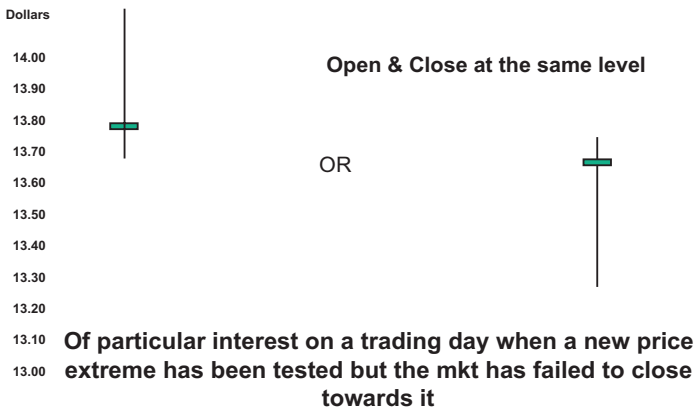 Dollars
14.00
Open & Close at the same level
13.90
13.80
13.70
OR
13.60
13.50
13.40
13.30
13.20
13.10
Of particular interest on a trading day when a new price
13.00
extreme has been tested but the mkt has failed to close
towards it